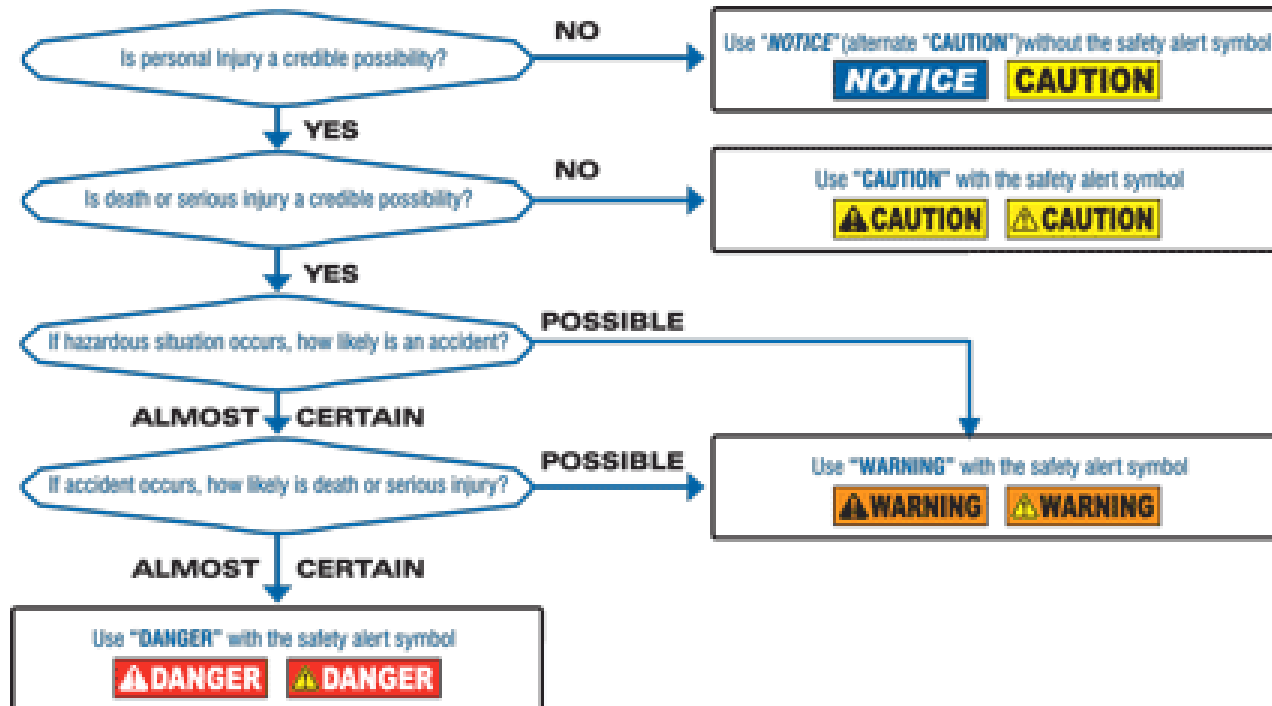 Is personal Injury a credible possibility?
NO
Use "NOTICE" (alternate "CAUTION") without the safety alert symbol
NOTICE CAUTION
YES
Is death or serious injury a credible possibility?
NO
Use "CAUTION" with the safety alert symbol
CAUTION CAUTION
YES
If hazardous situation occurs, how likely is an accident?
POSSIBLE
ALMOST CERTAIN
If accident occurs, how likely is death or serious injury?
POSSIBLE
Use "WARNING" with the safety alert symbol
WARNING WARNING
ALMOST CERTAIN
Use "DANGER" with the safety alert symbol
DANGER DANGER